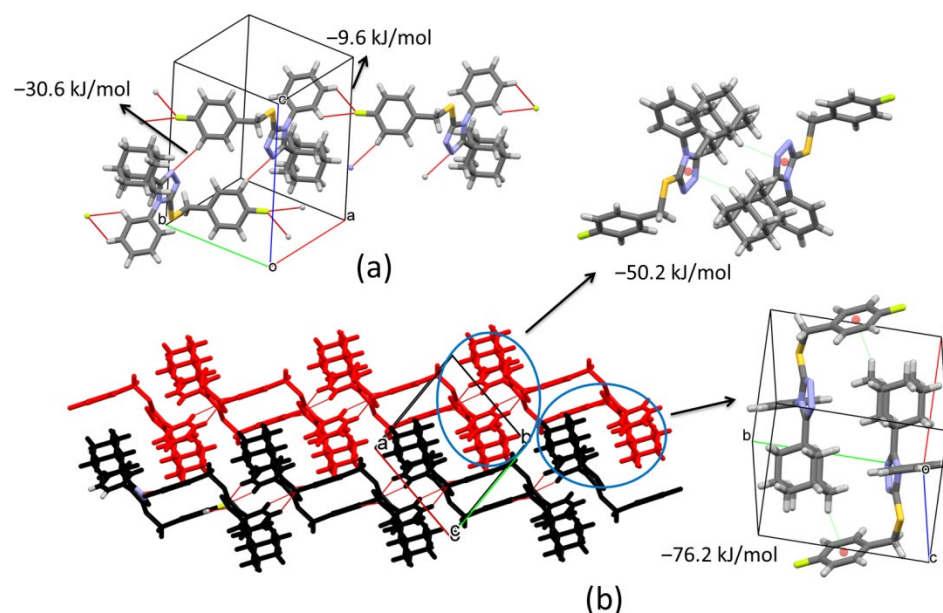 −9.6 kJ/mol
−30.6 kJ/mol
c
b
a
o
(a)
−50.2 kJ/mol
a
b
c
b
o
c
−76.2 kJ/mol
(b)